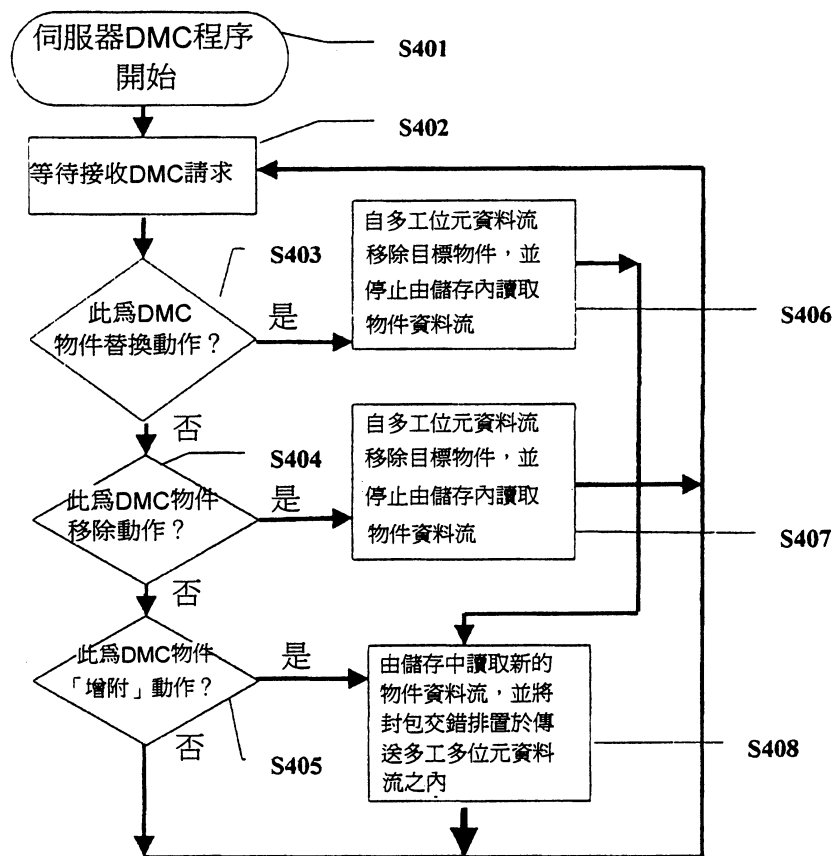 伺服器DMC程序
開始
S401
S402
等待接收DMC請求
S403
此爲DMC
物件替換動作？
是
自多工位元資料流
移除目標物件，並
停止由儲存內讀取
物件資料流
S406
否
S404
此爲DMC物件
移除動作？
是
自多工位元資料流
移除目標物件，並
停止由儲存內讀取
物件資料流
S407
否
此爲DMC物件
「增附」動作？
是
由儲存中讀取新的
物件資料流，並將
封包交錯排置於傳
送多工多位元資料
流之內
S408
否
S405